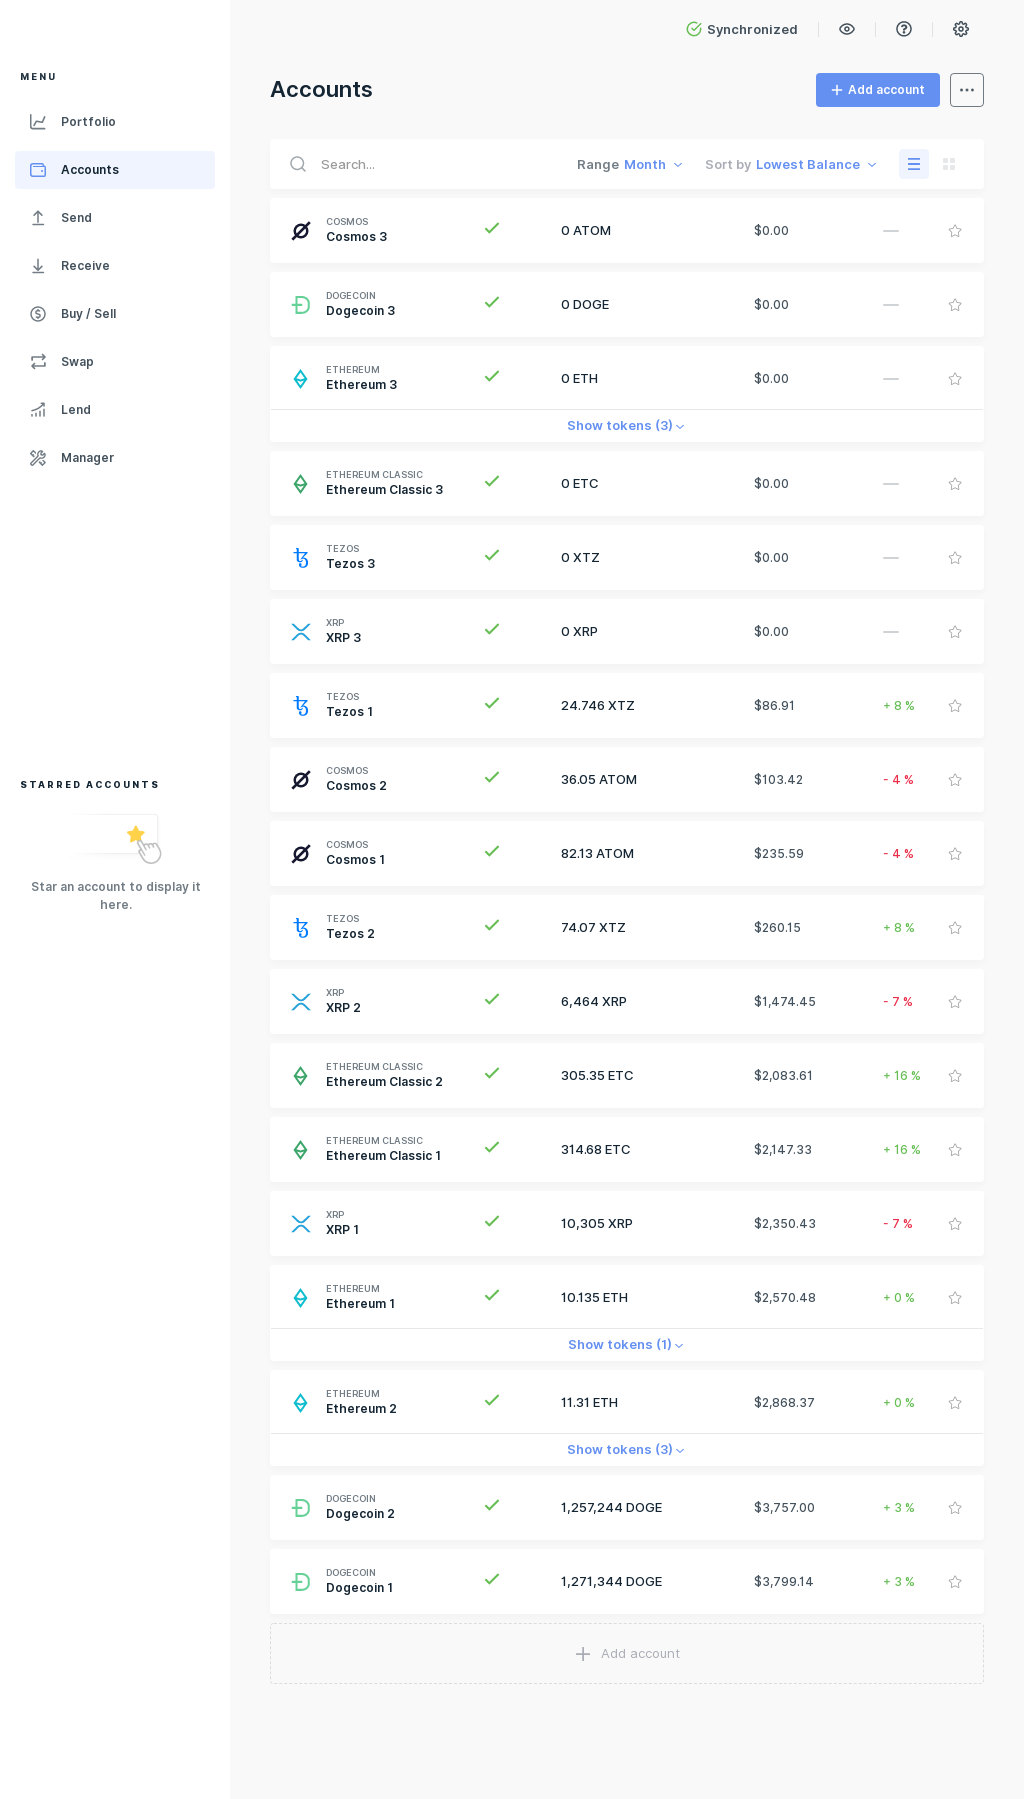 Synchronized
MENU
Portfolio
Accounts
Send
Receive
Buy / Sell
Swap
Lend
Manager
STARRED ACCOUNTS
Star an account to display it
here.
Accounts
Add account
Search...
Range Month
Sort by Lowest Balance
COSMOS
Cosmos 3
0 ATOM
$0.00
—
DOGECOIN
Dogecoin 3
0 DOGE
$0.00
—
ETHEREUM
Ethereum 3
0 ETH
$0.00
—
Show tokens (3)
ETHEREUM CLASSIC
Ethereum Classic 3
0 ETC
$0.00
—
TEZOS
Tezos 3
0 XTZ
$0.00
—
XRP
XRP 3
0 XRP
$0.00
—
TEZOS
Tezos 1
24.746 XTZ
$86.91
+ 8 %
COSMOS
Cosmos 2
36.05 ATOM
$103.42
- 4 %
COSMOS
Cosmos 1
82.13 ATOM
$235.59
- 4 %
TEZOS
Tezos 2
74.07 XTZ
$260.15
+ 8 %
XRP
XRP 2
6,464 XRP
$1,474.45
- 7 %
ETHEREUM CLASSIC
Ethereum Classic 2
305.35 ETC
$2,083.61
+ 16 %
ETHEREUM CLASSIC
Ethereum Classic 1
314.68 ETC
$2,147.33
+ 16 %
XRP
XRP 1
10,305 XRP
$2,350.43
- 7 %
ETHEREUM
Ethereum 1
10.135 ETH
$2,570.48
+ 0 %
Show tokens (1)
ETHEREUM
Ethereum 2
11.31 ETH
$2,868.37
+ 0 %
Show tokens (3)
DOGECOIN
Dogecoin 2
1,257,244 DOGE
$3,757.00
+ 3 %
DOGECOIN
Dogecoin 1
1,271,344 DOGE
$3,799.14
+ 3 %
Add account